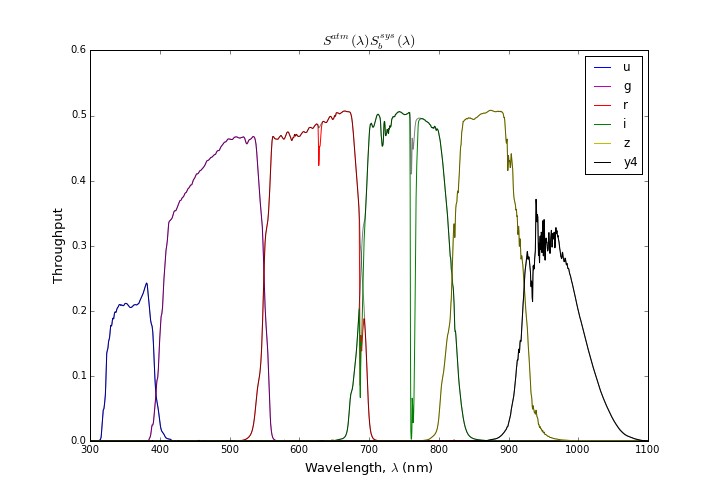 S^{atm}(λ)S_b^{sys}(λ)
0.6
0.5
0.4
0.3
0.2
0.1
0.0
Throughput
300 400 500 600 700 800 900 1000 1100
Wavelength, λ (nm)
u
g
r
i
z
y4